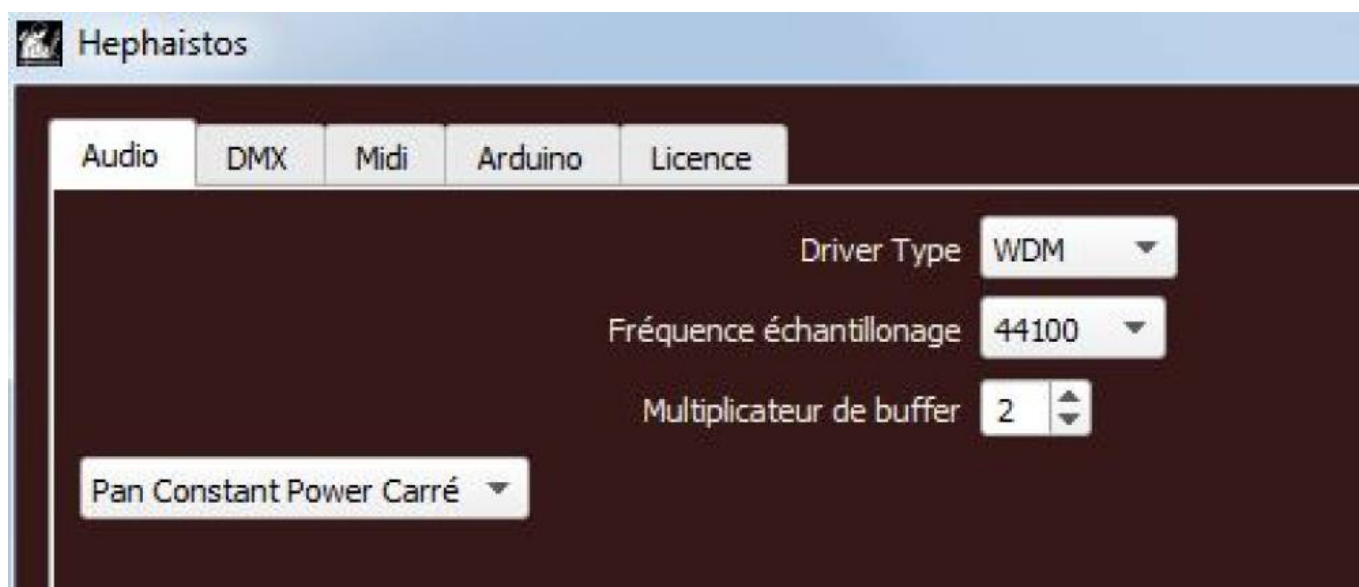 Hephaistos
Audio DMX Midi Arduino Licence
Driver Type WDM
Fréquence échantillonage 44100
Multiplicateur de buffer 2
Pan Constant Power Carré